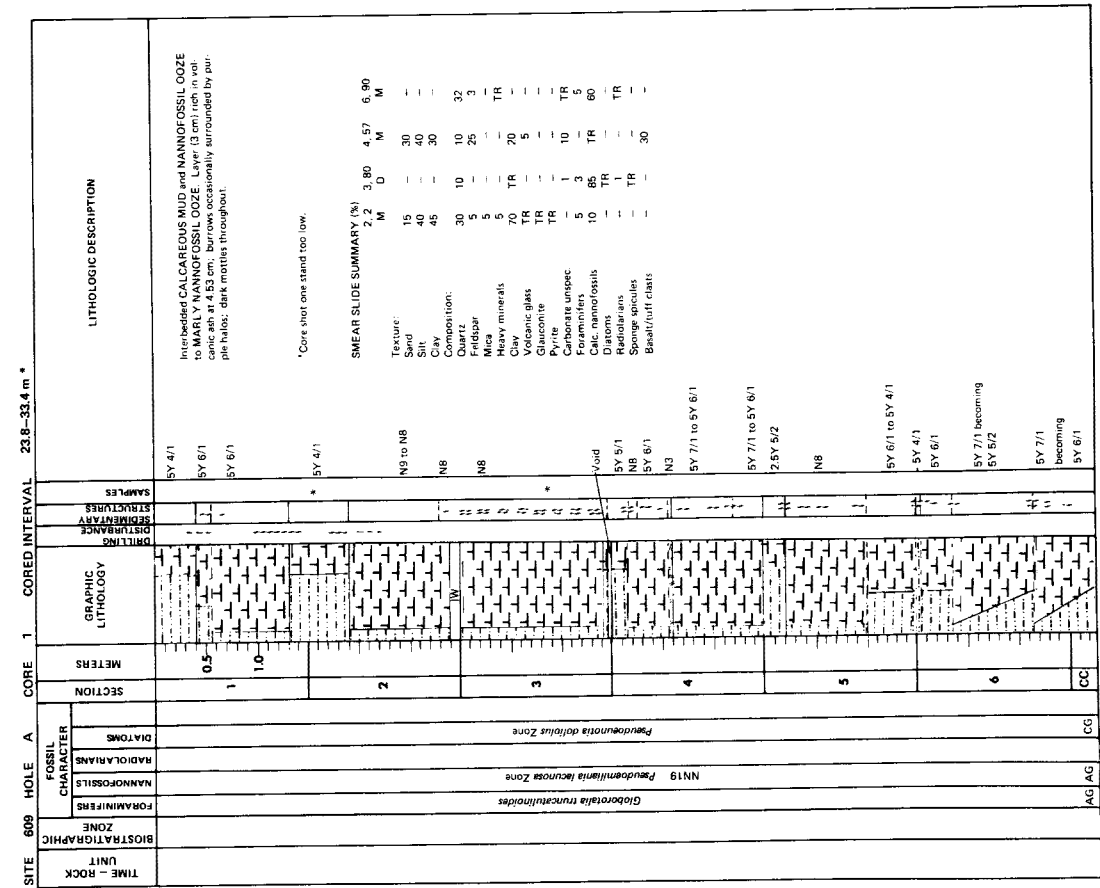 SITE 609 HOLE A CORE 1 CORED INTERVAL 23.8–33.4 m *
TIME – ROCK UNIT
BIOSTRATIGRAPHIC ZONE
FOSSIL CHARACTER
FORAMINIFERS
NANNOFOSSILS
RADIOLARIANS
DIATOMS
SECTION
METERS
GRAPHIC LITHOLOGY
DRILLING DISTURBANCE
SEDIMENTARY STRUCTURES
SAMPLES
LITHOLOGIC DESCRIPTION
Globorotalia truncatulinoides
NN19 Pseudoemiliania lacunosa Zone
Pseudoeunotia doliolus Zone
AG
AG
CG
1
2
3
4
5
6
CC
0.5
1.0
IW
Void
*
*
5Y 4/1
5Y 6/1
5Y 6/1
5Y 4/1
N9 to N8
N8
N8
5Y 5/1
N8
5Y 6/1
N3
5Y 7/1 to 5Y 6/1
5Y 7/1 to 5Y 6/1
2.5Y 5/2
N8
5Y 6/1 to 5Y 4/1
5Y 4/1
5Y 6/1
5Y 7/1 becoming
5Y 5/2
5Y 7/1
becoming
5Y 6/1
Interbedded CALCAREOUS MUD and NANNOFOSSIL OOZE
to MARLY NANNOFOSSIL OOZE. Layer (3 cm) rich in vol-
canic ash at 4.53 cm; burrows occasionally surrounded by pur-
ple halos; dark mottles throughout.
*Core shot one stand too low.
SMEAR SLIDE SUMMARY (%)
2, 2 3, 80 4, 57 6, 90
M D M M
Texture:
Sand 15 – 30 –
Silt 40 – 40 –
Clay 45 – 30 –
Composition:
Quartz 30 10 10 32
Feldspar 5 – 25 3
Mica 5 – – –
Heavy minerals 5 – – TR
Clay 70 TR 20 –
Volcanic glass TR – 5 –
Glauconite TR – – –
Pyrite TR – – –
Carbonate unspec. – 1 10 TR
Foraminifers 5 3 – 5
Calc. nannofossils 10 85 TR 60
Diatoms – TR – –
Radiolarians – 1 – TR
Sponge spicules – TR – –
Basalt/tuff clasts – – 30 –